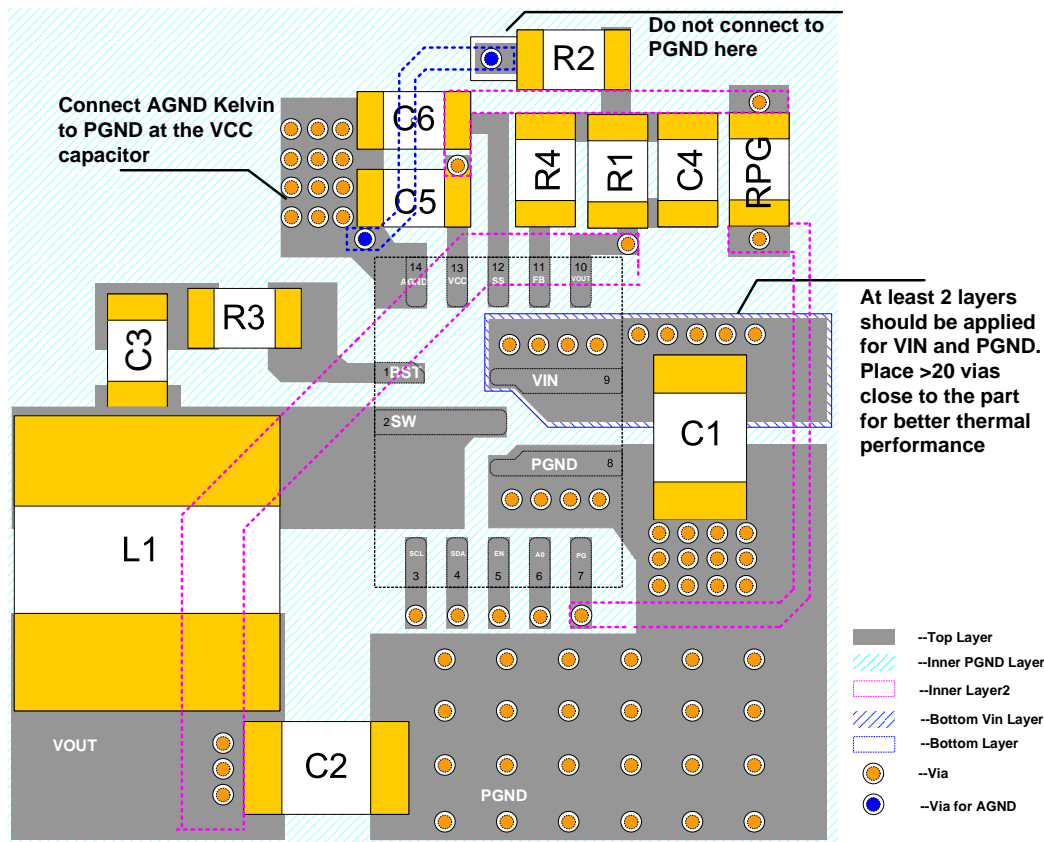 Do not connect to
PGND here
R2
Connect AGND Kelvin
to PGND at the VCC
capacitor
C6
C5
R4
R1
C4
RPG
14
13
12
11
10
AGND
VCC
SS
FB
VOUT
At least 2 layers
should be applied
for VIN and PGND.
Place >20 vias
close to the part
for better thermal
performance
C3
R3
1
RST
VIN
9
2
SW
C1
PGND
8
L1
SCL
SDA
EN
A0
PG
3
4
5
6
7
--Top Layer
--Inner PGND Layer
--Inner Layer2
--Bottom Vin Layer
--Bottom Layer
--Via
--Via for AGND
VOUT
C2
PGND